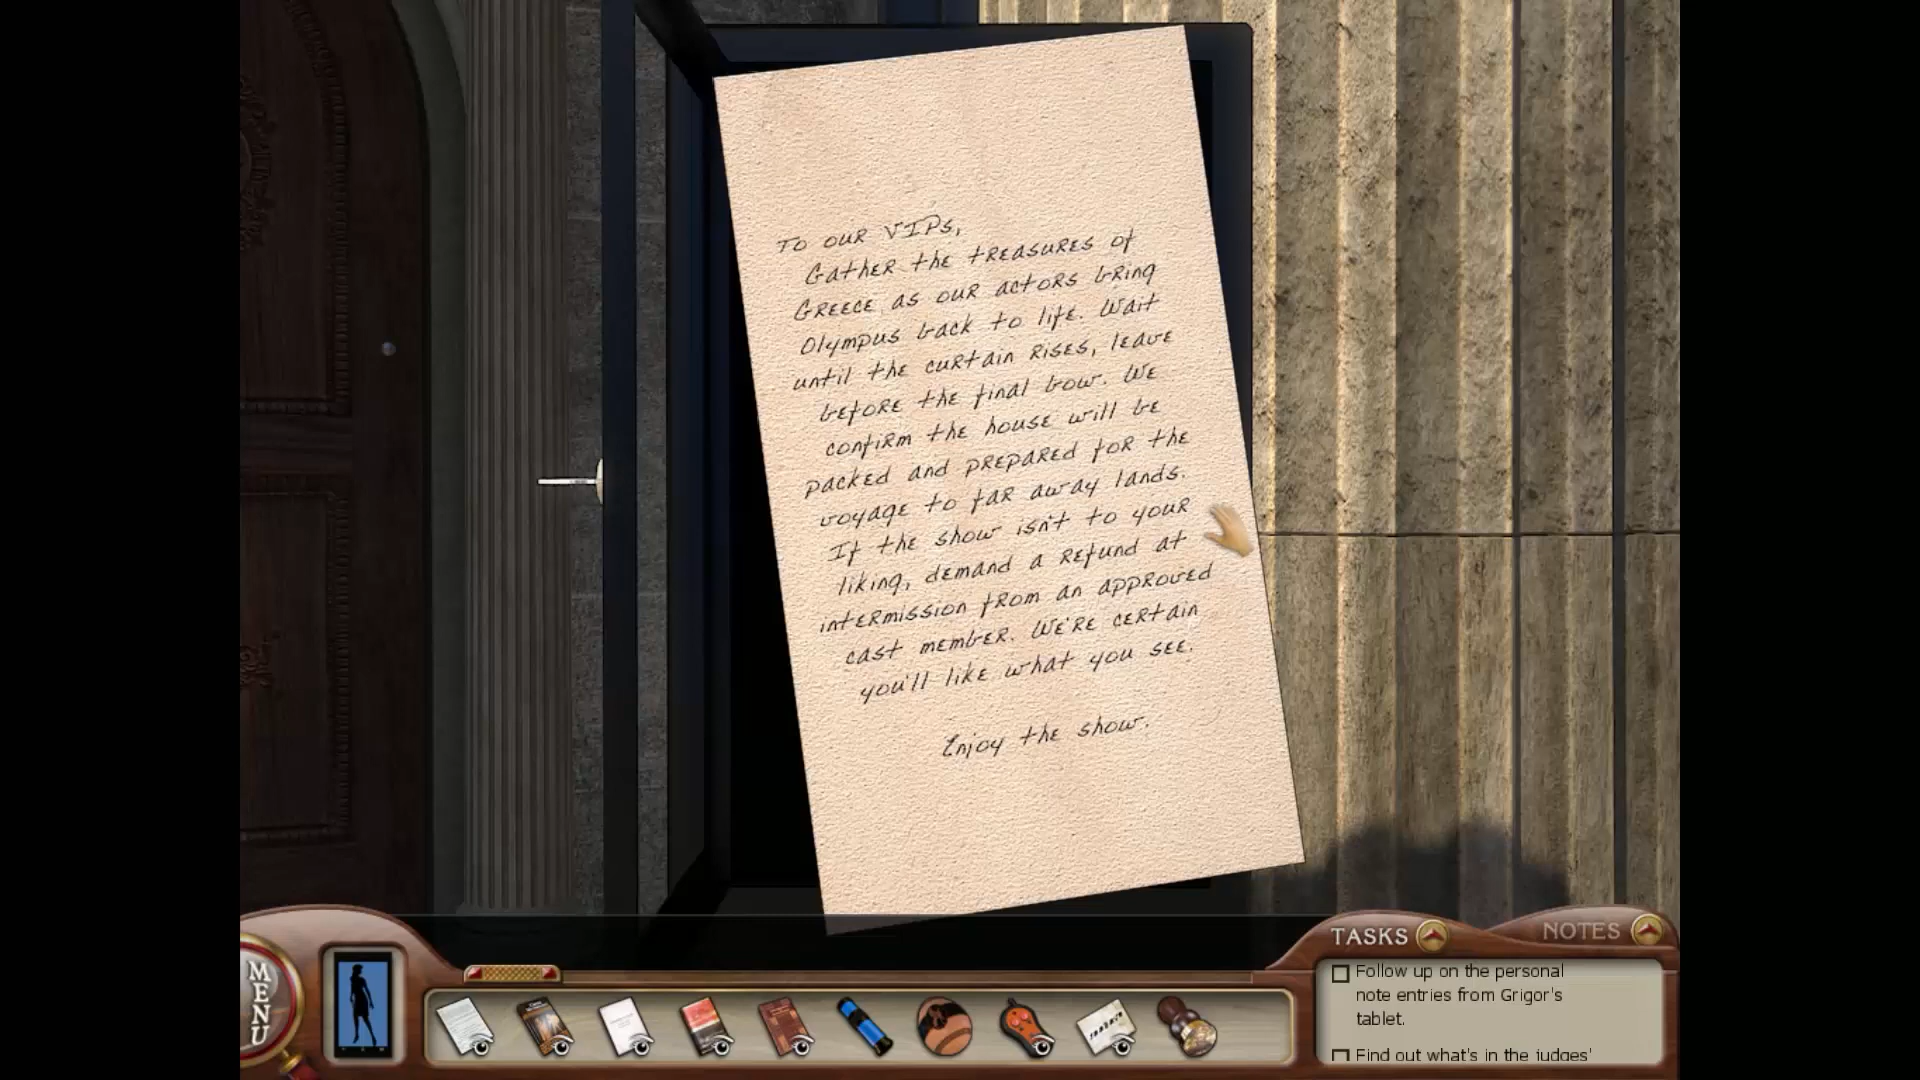 To our VIPs,
Gather the treasures of
Greece as our actors bring
Olympus back to life. Wait
until the curtain rises, leave
before the final bow. We
confirm the house will be
packed and prepared for the
voyage to far away lands.
If the show isn't to your
liking, demand a refund at
intermission from an approved
cast member. We're certain
you'll like what you see.
Enjoy the show.
MENU
TASKS
NOTES
Follow up on the personal
note entries from Grigor's
tablet.
Find out what's in the judges'